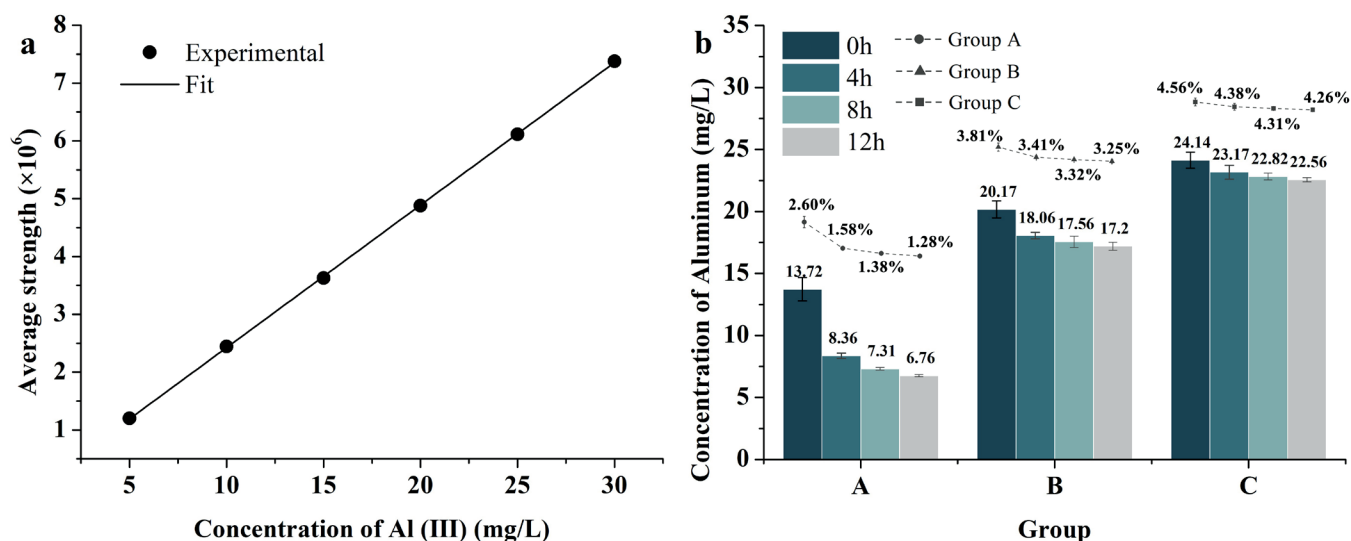 a
Experimental
Fit
8
7
6
5
4
3
2
1
Average strength (×10⁶)
5 10 15 20 25 30
Concentration of Al (III) (mg/L)
b
0h
4h
8h
12h
Group A
Group B
Group C
35
30
25
20
15
10
5
0
Concentration of Aluminum (mg/L)
2.60%
1.58%
1.38%
1.28%
13.72
8.36
7.31
6.76
3.81%
3.41%
3.32%
3.25%
20.17
18.06
17.56
17.2
4.56%
4.38%
4.31%
4.26%
24.14
23.17
22.82
22.56
A B C
Group